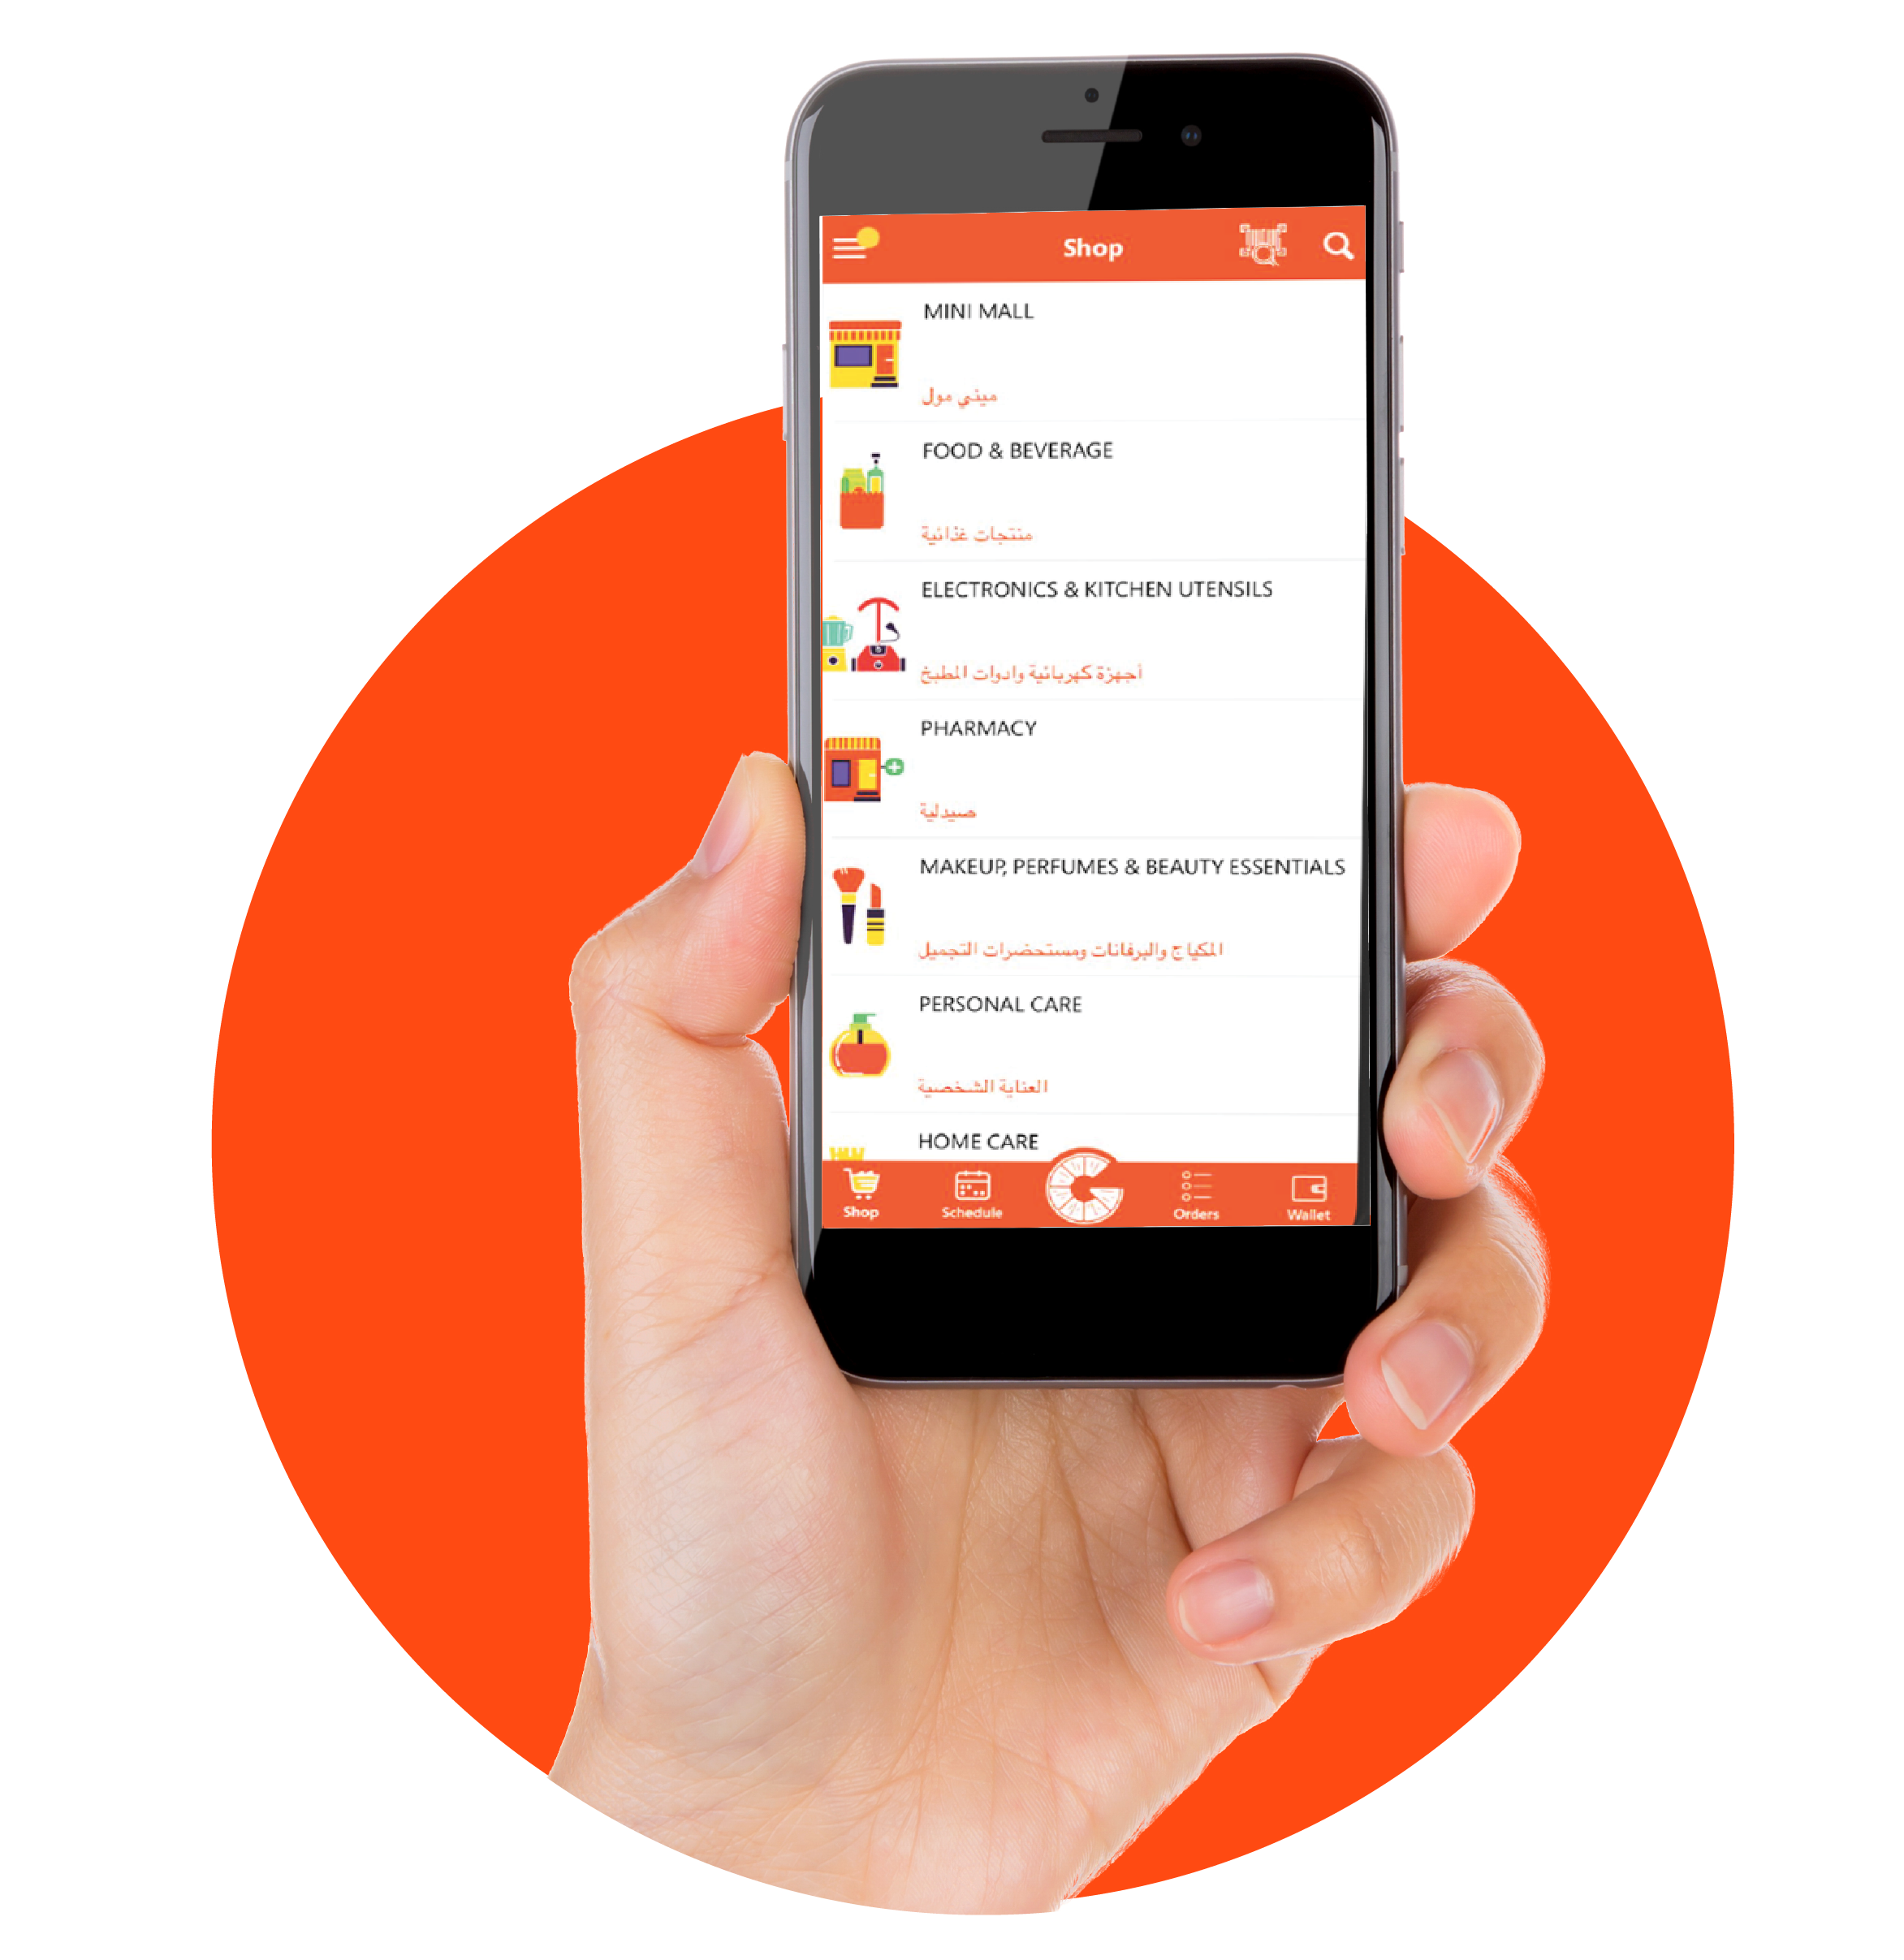 Shop
MINI MALL
ميني مول
FOOD & BEVERAGE
منتجات غذائية
ELECTRONICS & KITCHEN UTENSILS
أجهزة كهربائية وادوات المطبخ
PHARMACY
صيدلية
MAKEUP, PERFUMES & BEAUTY ESSENTIALS
المكياج والبرفانات ومستحضرات التجميل
PERSONAL CARE
العناية الشخصية
HOME CARE
Shop Schedule Orders Wallet